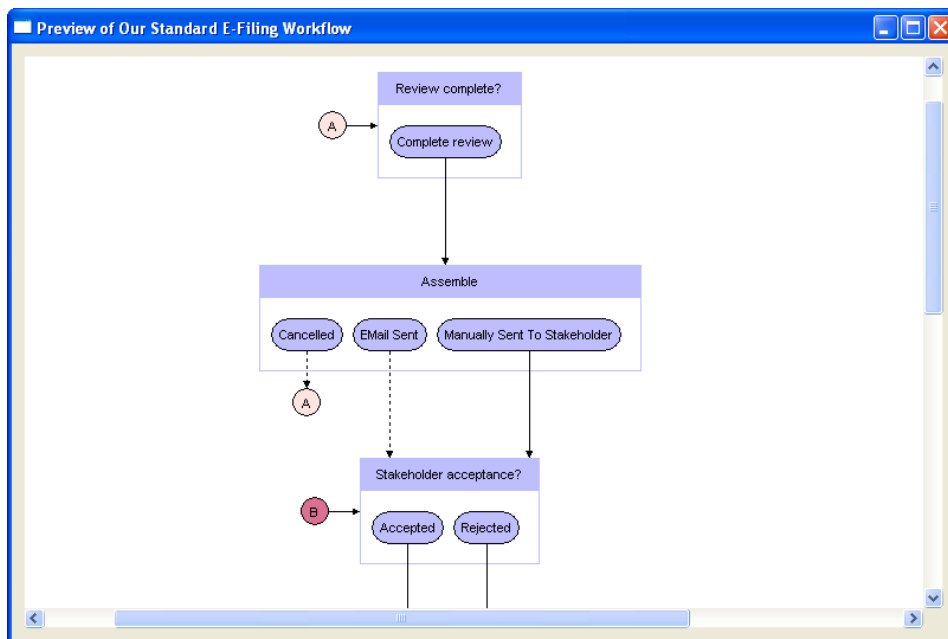 Preview of Our Standard E-Filing Workflow
Review complete?
A
Complete review
Assemble
Cancelled
EMail Sent
Manually Sent To Stakeholder
A
Stakeholder acceptance?
B
Accepted
Rejected